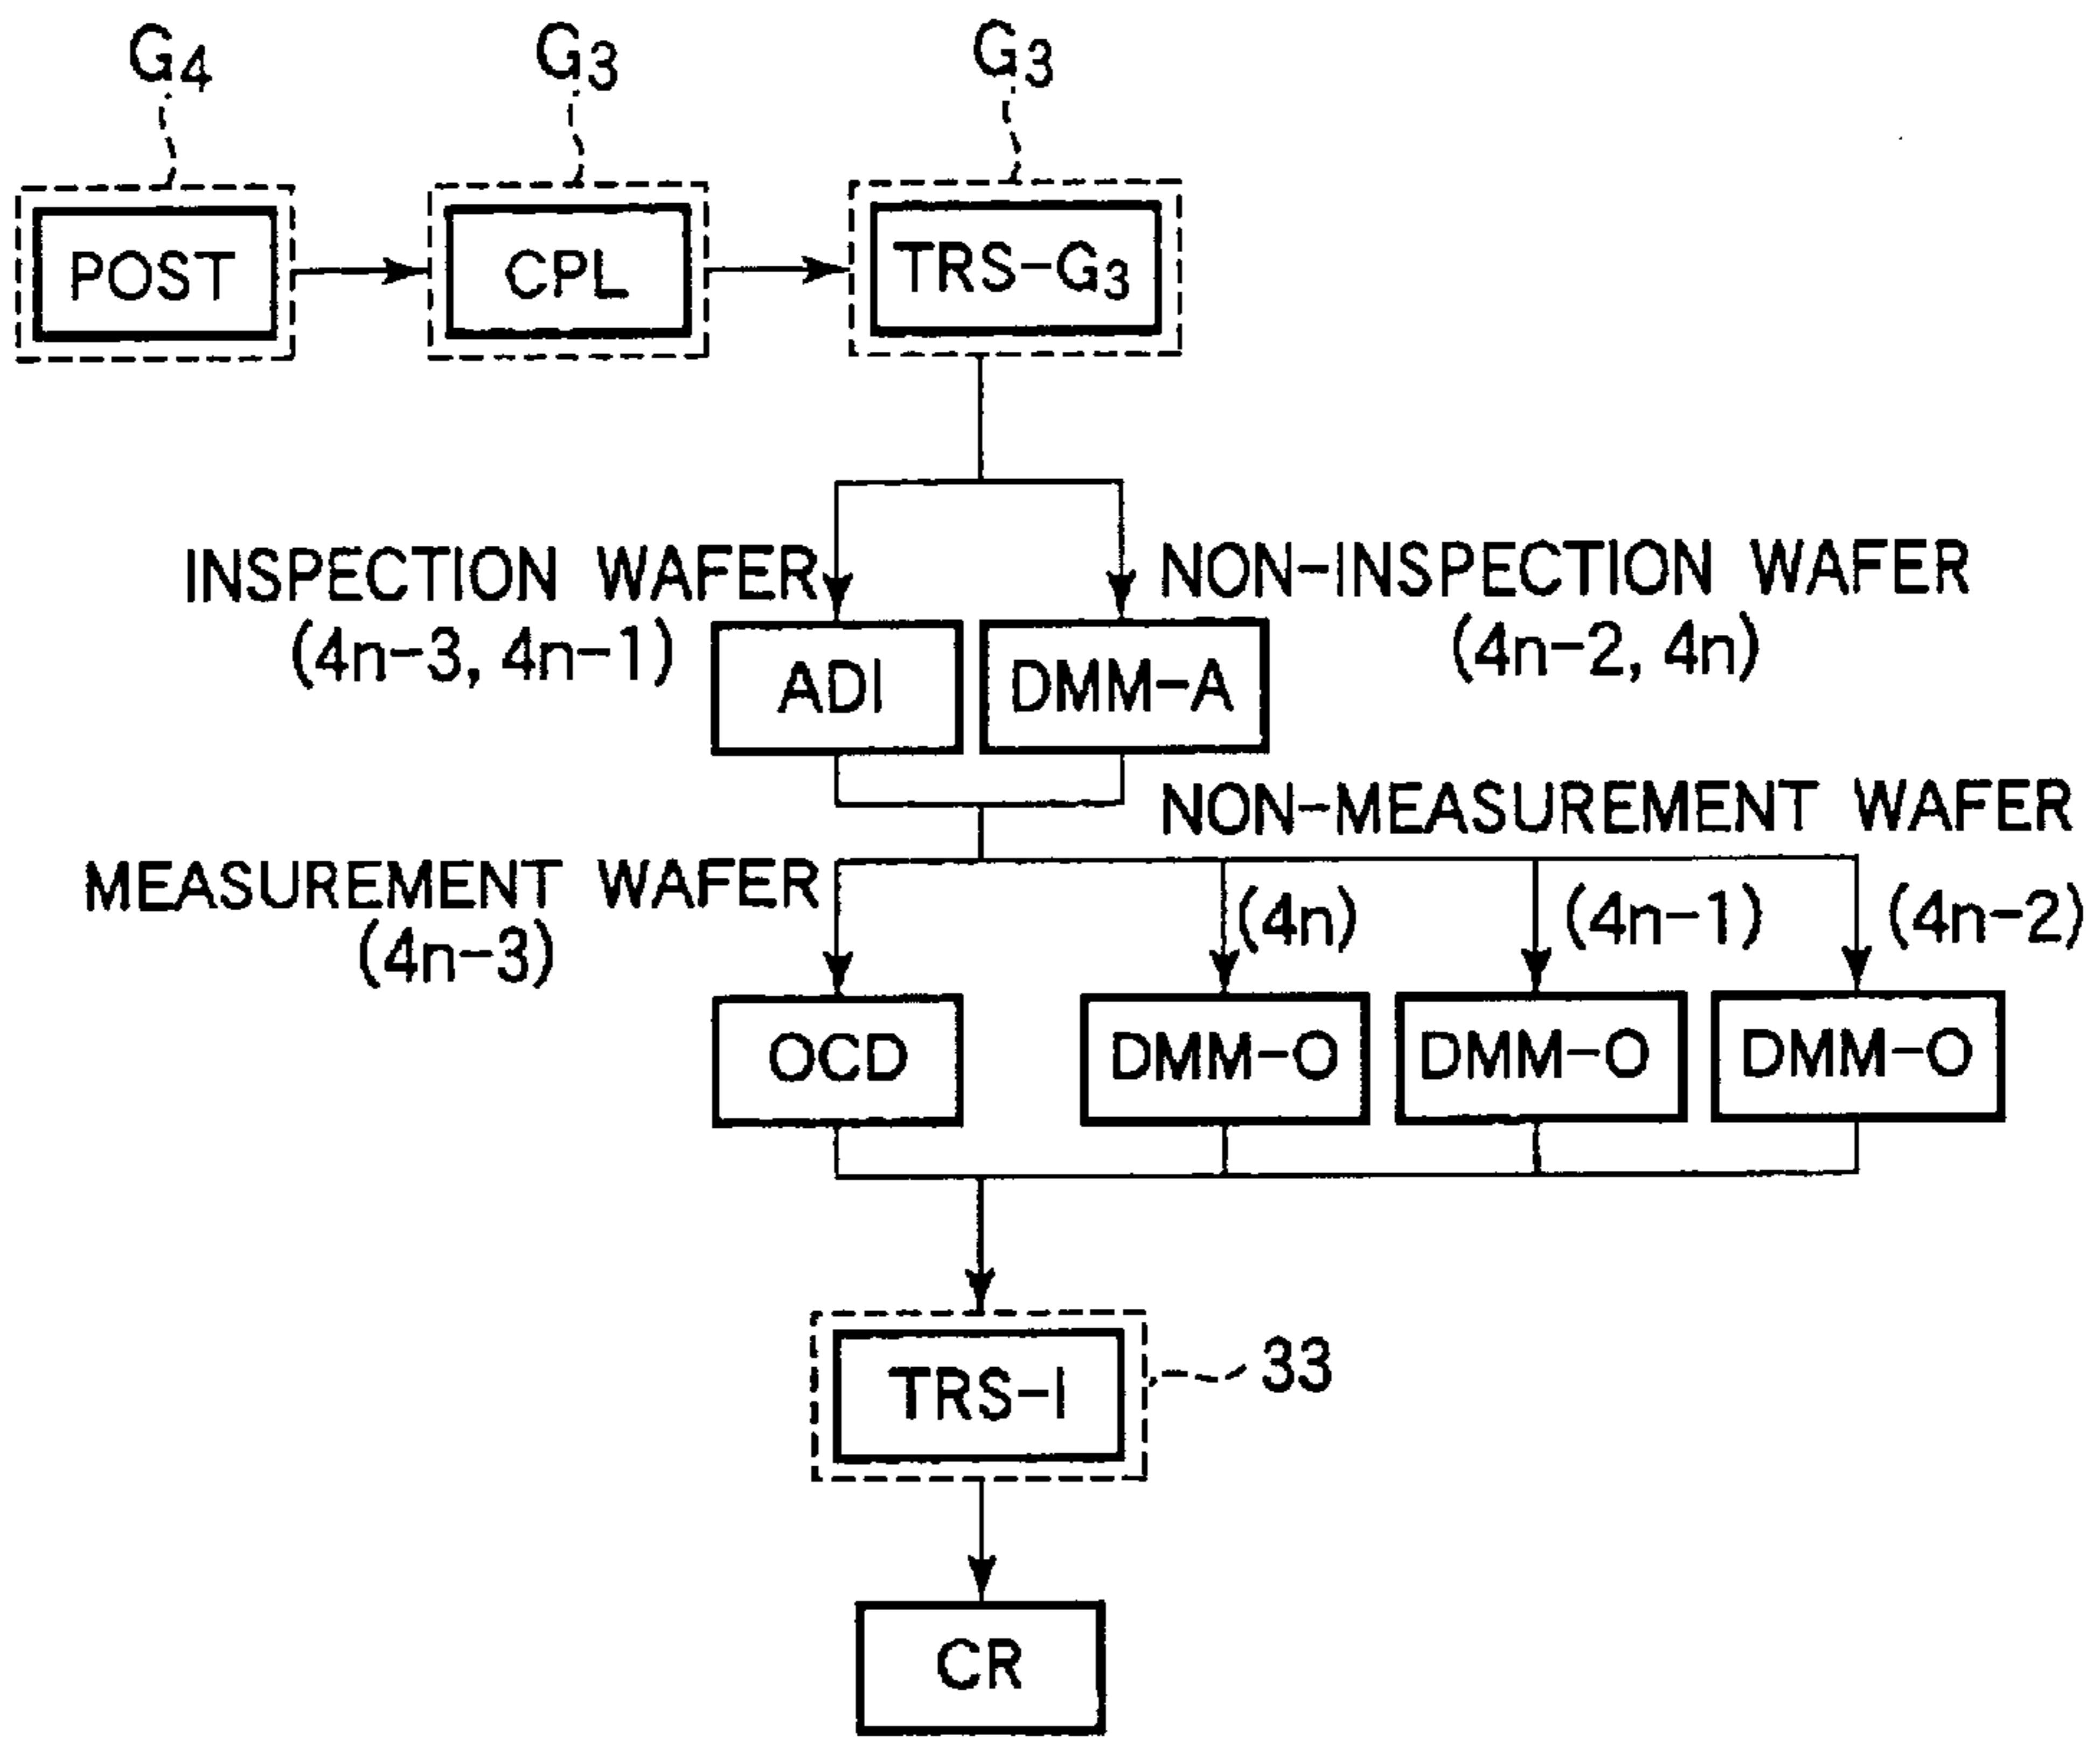 G4 G3 G3
POST CPL TRS-G3
INSPECTION WAFER NON-INSPECTION WAFER
(4n-3, 4n-1) (4n-2, 4n)
ADI DMM-A
NON-MEASUREMENT WAFER
MEASUREMENT WAFER
(4n) (4n-1) (4n-2)
(4n-3)
OCD DMM-O DMM-O DMM-O
TRS-I 33
CR